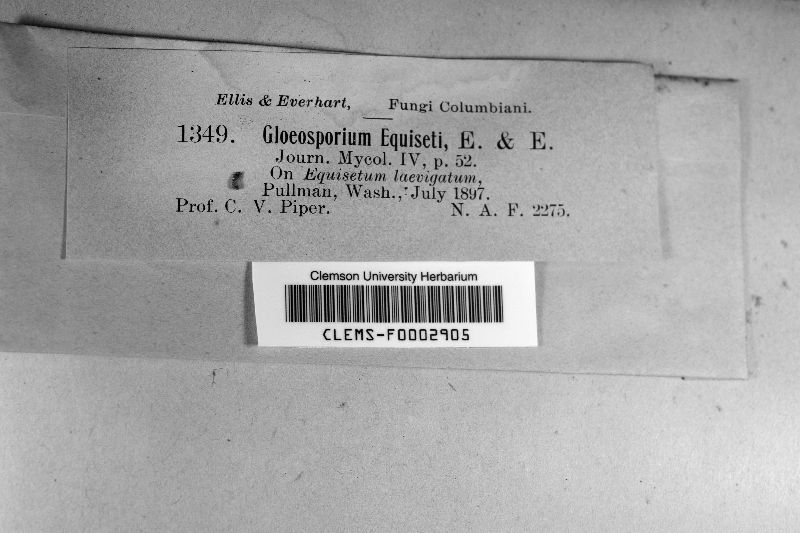 Ellis & Everhart, Fungi Columbiani.
1349. Gloeosporium Equiseti, E. & E.
Journ. Mycol. IV, p. 52.
On Equisetum laevigatum,
Pullman, Wash., July 1897.
Prof. C. V. Piper. N. A. F. 2275.
Clemson University Herbarium
CLEMS-F0002905